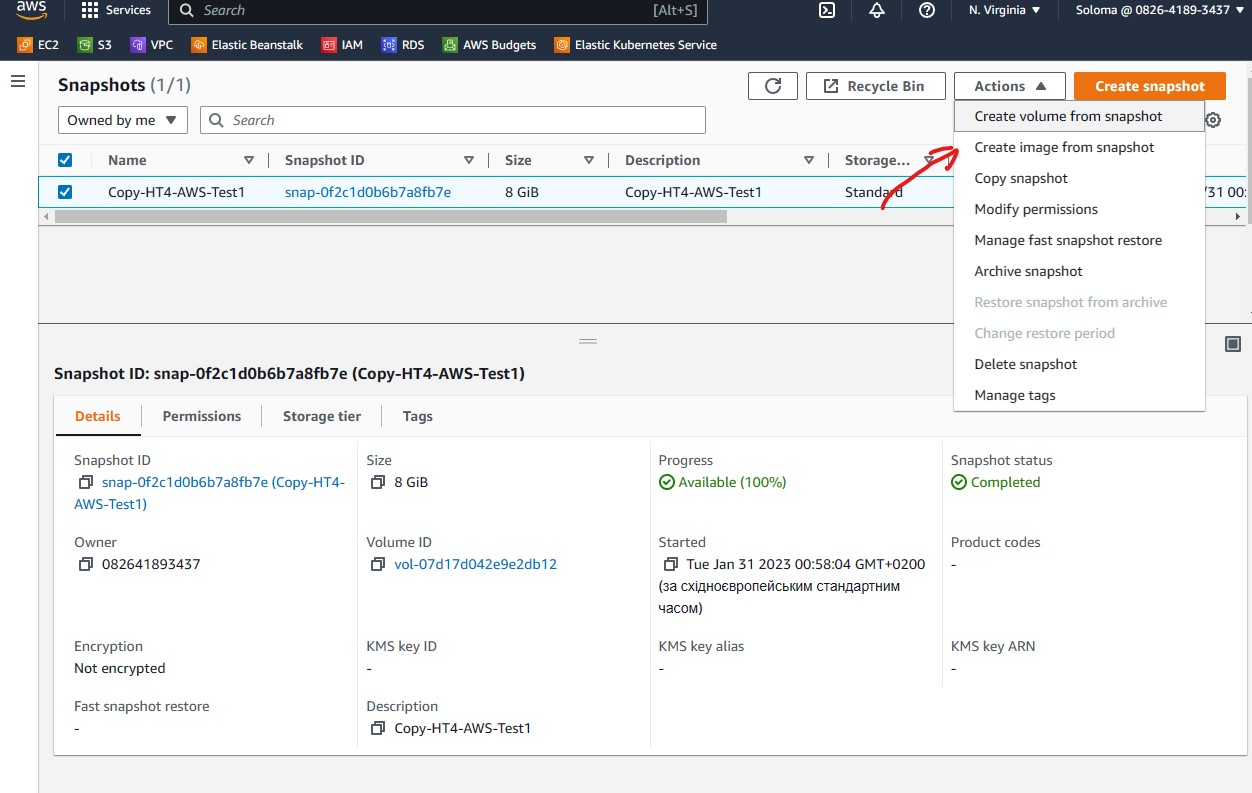 aws Services Search [Alt+S] N. Virginia Soloma @ 0826-4189-3437
EC2 S3 VPC Elastic Beanstalk IAM RDS AWS Budgets Elastic Kubernetes Service
Snapshots (1/1) Recycle Bin Actions Create snapshot
Owned by me Search
Create volume from snapshot
Create image from snapshot
Copy snapshot
Modify permissions
Manage fast snapshot restore
Archive snapshot
Restore snapshot from archive
Change restore period
Delete snapshot
Manage tags
Name Snapshot ID Size Description Storage...
Copy-HT4-AWS-Test1 snap-0f2c1d0b6b7a8fb7e 8 GiB Copy-HT4-AWS-Test1 Standard /31 00:
Snapshot ID: snap-0f2c1d0b6b7a8fb7e (Copy-HT4-AWS-Test1)
Details Permissions Storage tier Tags
Snapshot ID
snap-0f2c1d0b6b7a8fb7e (Copy-HT4-
AWS-Test1)
Size
8 GiB
Progress
Available (100%)
Snapshot status
Completed
Owner
082641893437
Volume ID
vol-07d17d042e9e2db12
Started
Tue Jan 31 2023 00:58:04 GMT+0200
(за східноєвропейським стандартним
часом)
Product codes
-
Encryption
Not encrypted
KMS key ID
-
KMS key alias
-
KMS key ARN
-
Fast snapshot restore
-
Description
Copy-HT4-AWS-Test1